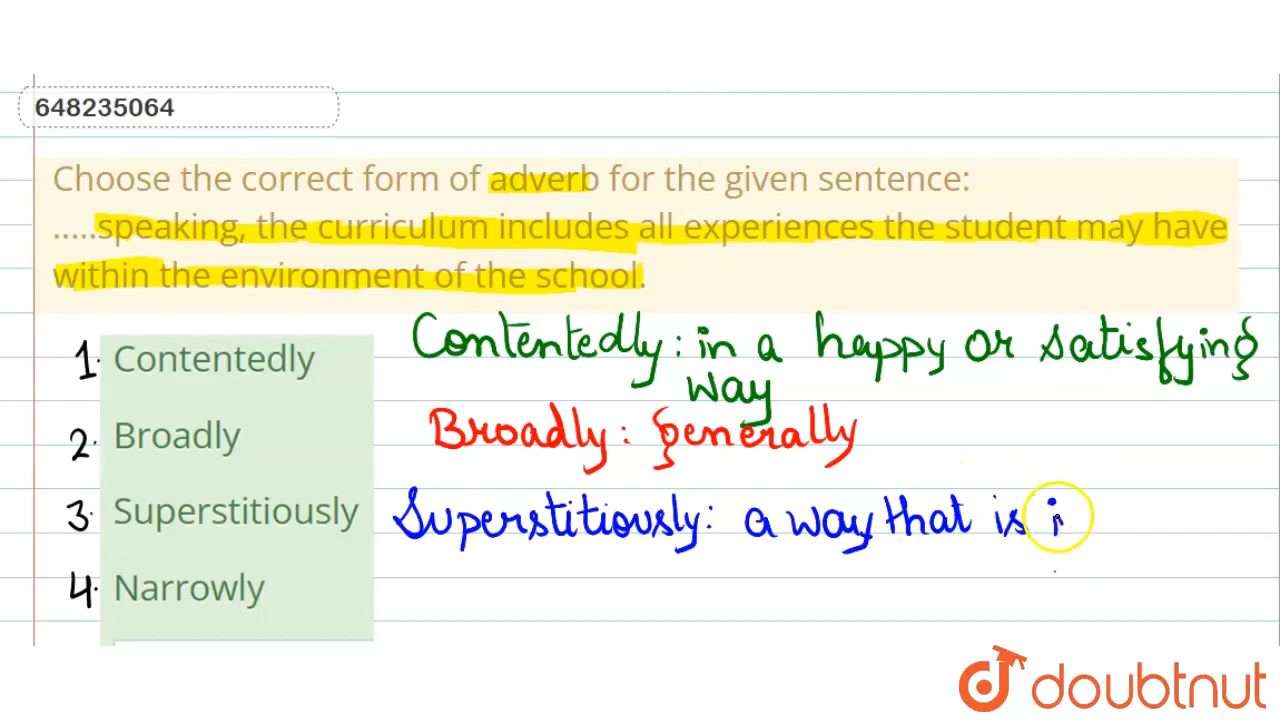 648235064
Choose the correct form of adverb for the given sentence:
.....speaking, the curriculum includes all experiences the student may have
within the environment of the school.
1. Contentedly
Contentedly: in a happy or satisfying
way
2. Broadly
Broadly: generally
3. Superstitiously
Superstitiously: a way that is i
4. Narrowly
doubtnut